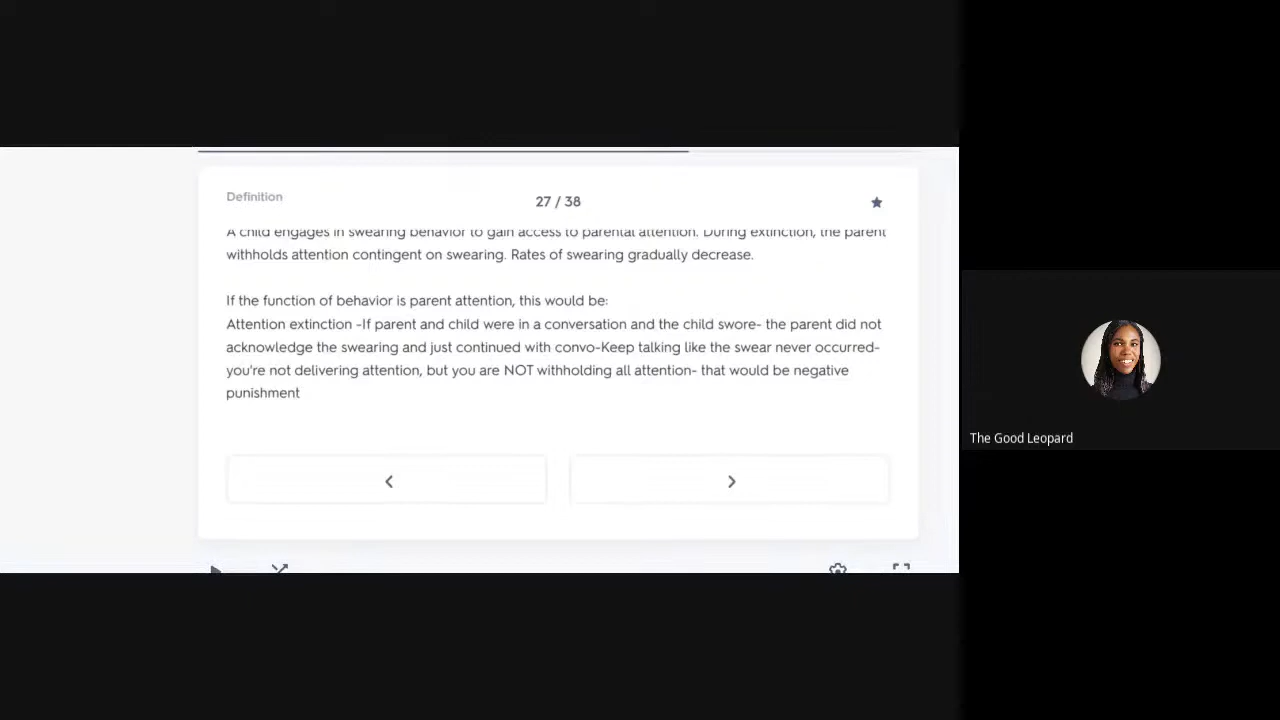 Definition
27 / 38
A child engages in swearing behavior to gain access to parental attention. During extinction, the parent
withholds attention contingent on swearing. Rates of swearing gradually decrease.
If the function of behavior is parent attention, this would be:
Attention extinction -If parent and child were in a conversation and the child swore- the parent did not
acknowledge the swearing and just continued with convo-Keep talking like the swear never occurred-
you're not delivering attention, but you are NOT withholding all attention- that would be negative
punishment
The Good Leopard